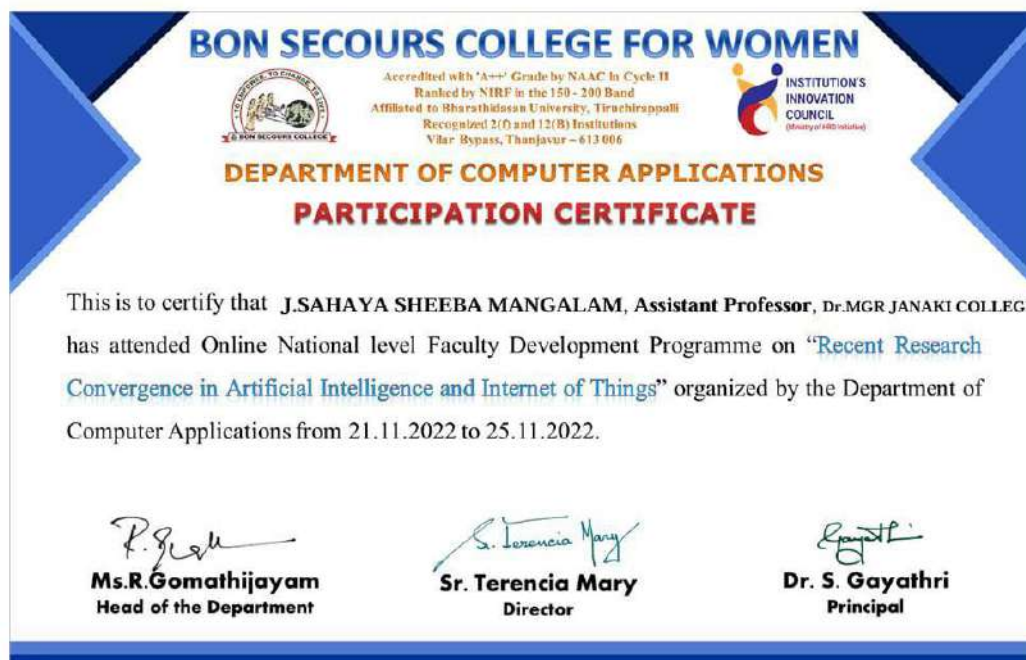 BON SECOURS COLLEGE FOR WOMEN
Accredited with 'A++' Grade by NAAC in Cycle II
Ranked by NIRF in the 150 - 200 Band
Affiliated to Bharathidasan University, Tiruchirappalli
Recognized 2(f) and 12(B) Institutions
Vilar Bypass, Thanjavur – 613 006
BON SECOURS COLLEGE
INSTITUTION'S
INNOVATION
COUNCIL
(Ministry of HRD Initiative)
DEPARTMENT OF COMPUTER APPLICATIONS
PARTICIPATION CERTIFICATE
This is to certify that J.SAHAYA SHEEBA MANGALAM, Assistant Professor, Dr.MGR JANAKI COLLEG
has attended Online National level Faculty Development Programme on “Recent Research
Convergence in Artificial Intelligence and Internet of Things” organized by the Department of
Computer Applications from 21.11.2022 to 25.11.2022.
S. Terencia Mary
Ms.R.Gomathijayam
Head of the Department
Sr. Terencia Mary
Director
Dr. S. Gayathri
Principal